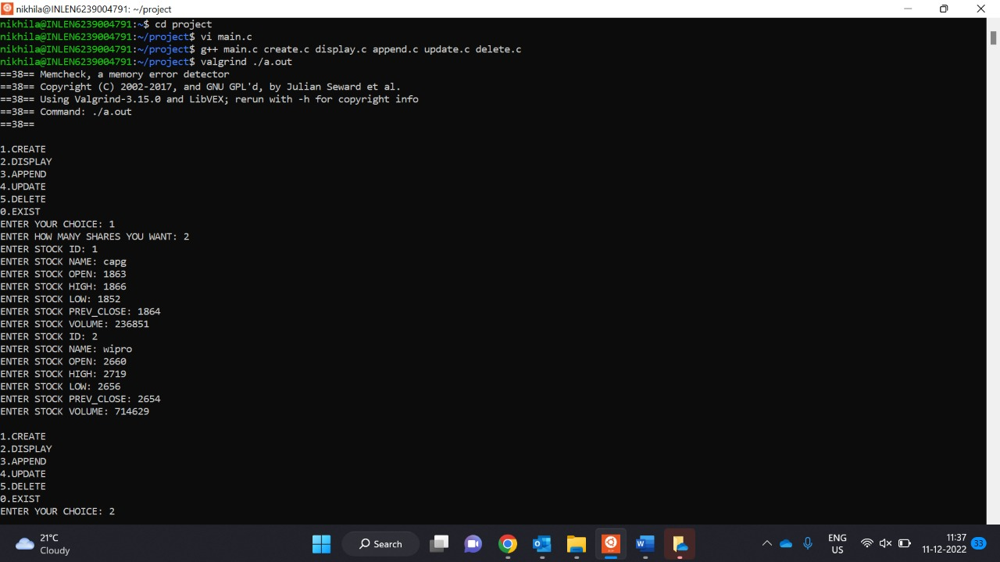 nikhila@INLEN6239004791: ~/project
nikhila@INLEN6239004791:~$ cd project
nikhila@INLEN6239004791:~/project$ vi main.c
nikhila@INLEN6239004791:~/project$ g++ main.c create.c display.c append.c update.c delete.c
nikhila@INLEN6239004791:~/project$ valgrind ./a.out
==38== Memcheck, a memory error detector
==38== Copyright (C) 2002-2017, and GNU GPL'd, by Julian Seward et al.
==38== Using Valgrind-3.15.0 and LibVEX; rerun with -h for copyright info
==38== Command: ./a.out
==38==
1.CREATE
2.DISPLAY
3.APPEND
4.UPDATE
5.DELETE
0.EXIST
ENTER YOUR CHOICE: 1
ENTER HOW MANY SHARES YOU WANT: 2
ENTER STOCK ID: 1
ENTER STOCK NAME: capg
ENTER STOCK OPEN: 1863
ENTER STOCK HIGH: 1866
ENTER STOCK LOW: 1852
ENTER STOCK PREV_CLOSE: 1864
ENTER STOCK VOLUME: 236851
ENTER STOCK ID: 2
ENTER STOCK NAME: wipro
ENTER STOCK OPEN: 2660
ENTER STOCK HIGH: 2719
ENTER STOCK LOW: 2656
ENTER STOCK PREV_CLOSE: 2654
ENTER STOCK VOLUME: 714629
1.CREATE
2.DISPLAY
3.APPEND
4.UPDATE
5.DELETE
0.EXIST
ENTER YOUR CHOICE: 2
21°C
Cloudy
Search
ENG
US
11:37
11-12-2022
33